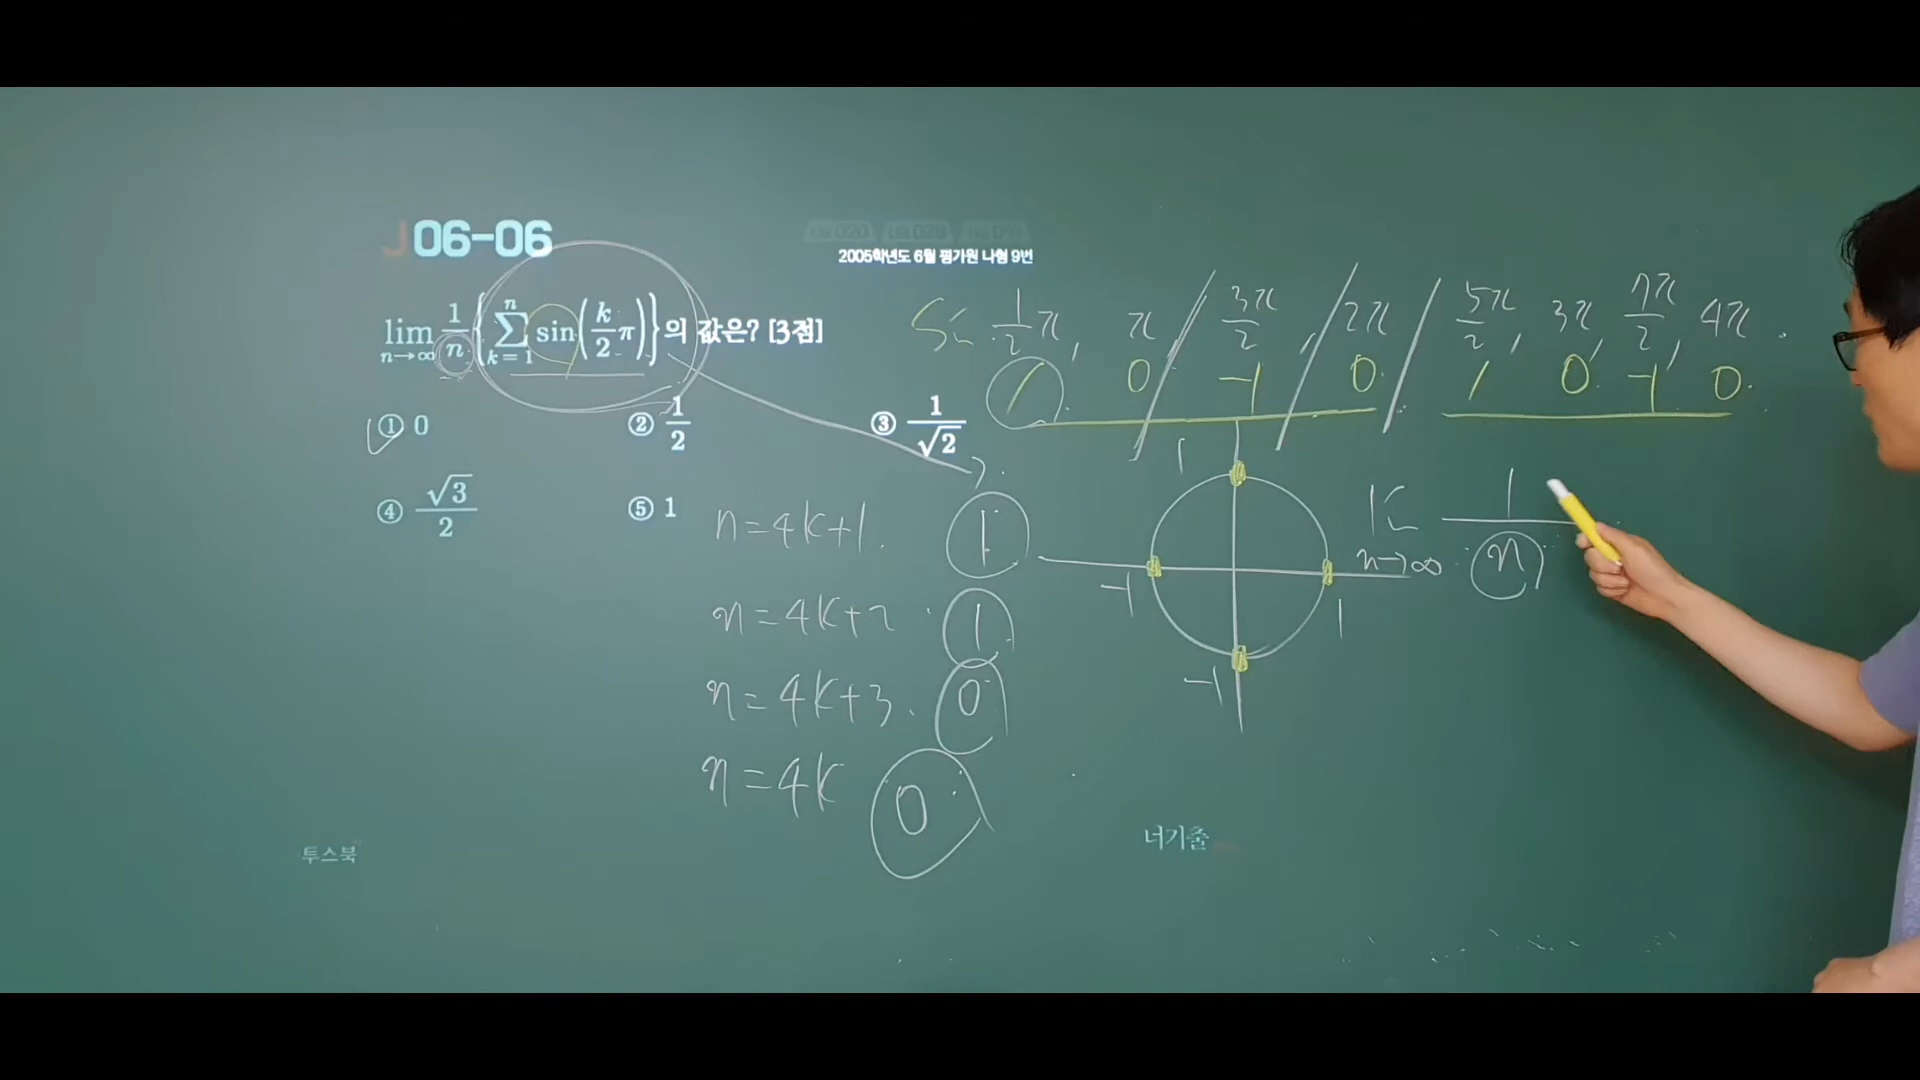 J 06-06
2005학년도 6월 평가원 나형 9번
lim n→∞ 1/n { ∑ k=1 n sin( k/2 π ) } 의 값은? [3점]
① 0 ② 1/2 ③ 1/√2
④ √3/2 ⑤ 1
sin 1/2 π, π / 3π/2, / 2π / 5π/2, 3π, 7π/2, 4π.
1 0 -1 0 1 0 -1 0
n=4k+1. 1
n=4k+2. 1
n=4k+3. 0
n=4k 0
1
-1 1
-1
lim n→∞ 1/n
투스북
너기출